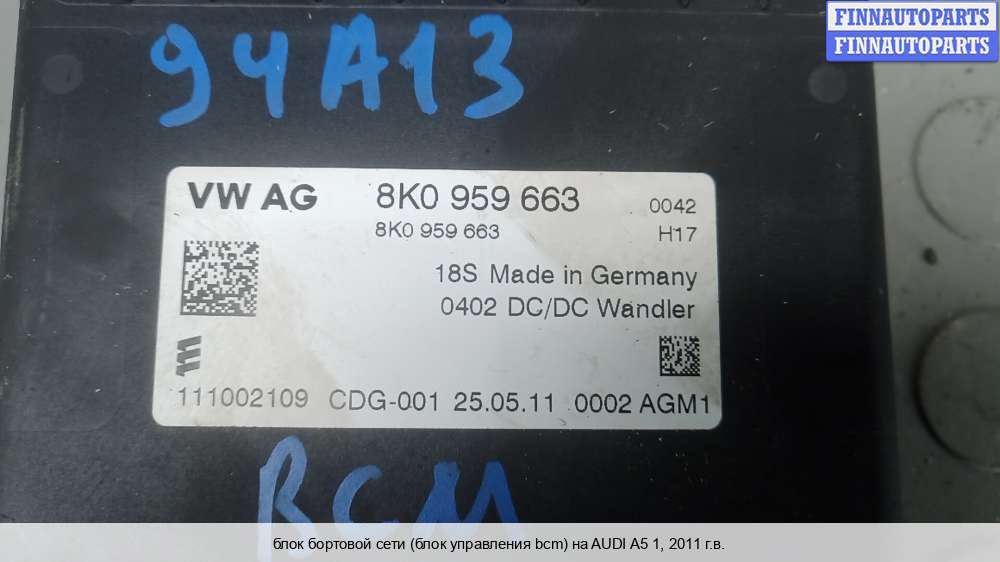 FINNAUTOPARTS
FINNAUTOPARTS
94A13
VW AG 8K0 959 663 0042
8K0 959 663 H17
18S Made in Germany
0402 DC/DC Wandler
111002109 CDG-001 25.05.11 0002 AGM1
BCM
блок бортовой сети (блок управления bcm) на AUDI A5 1, 2011 г.в.